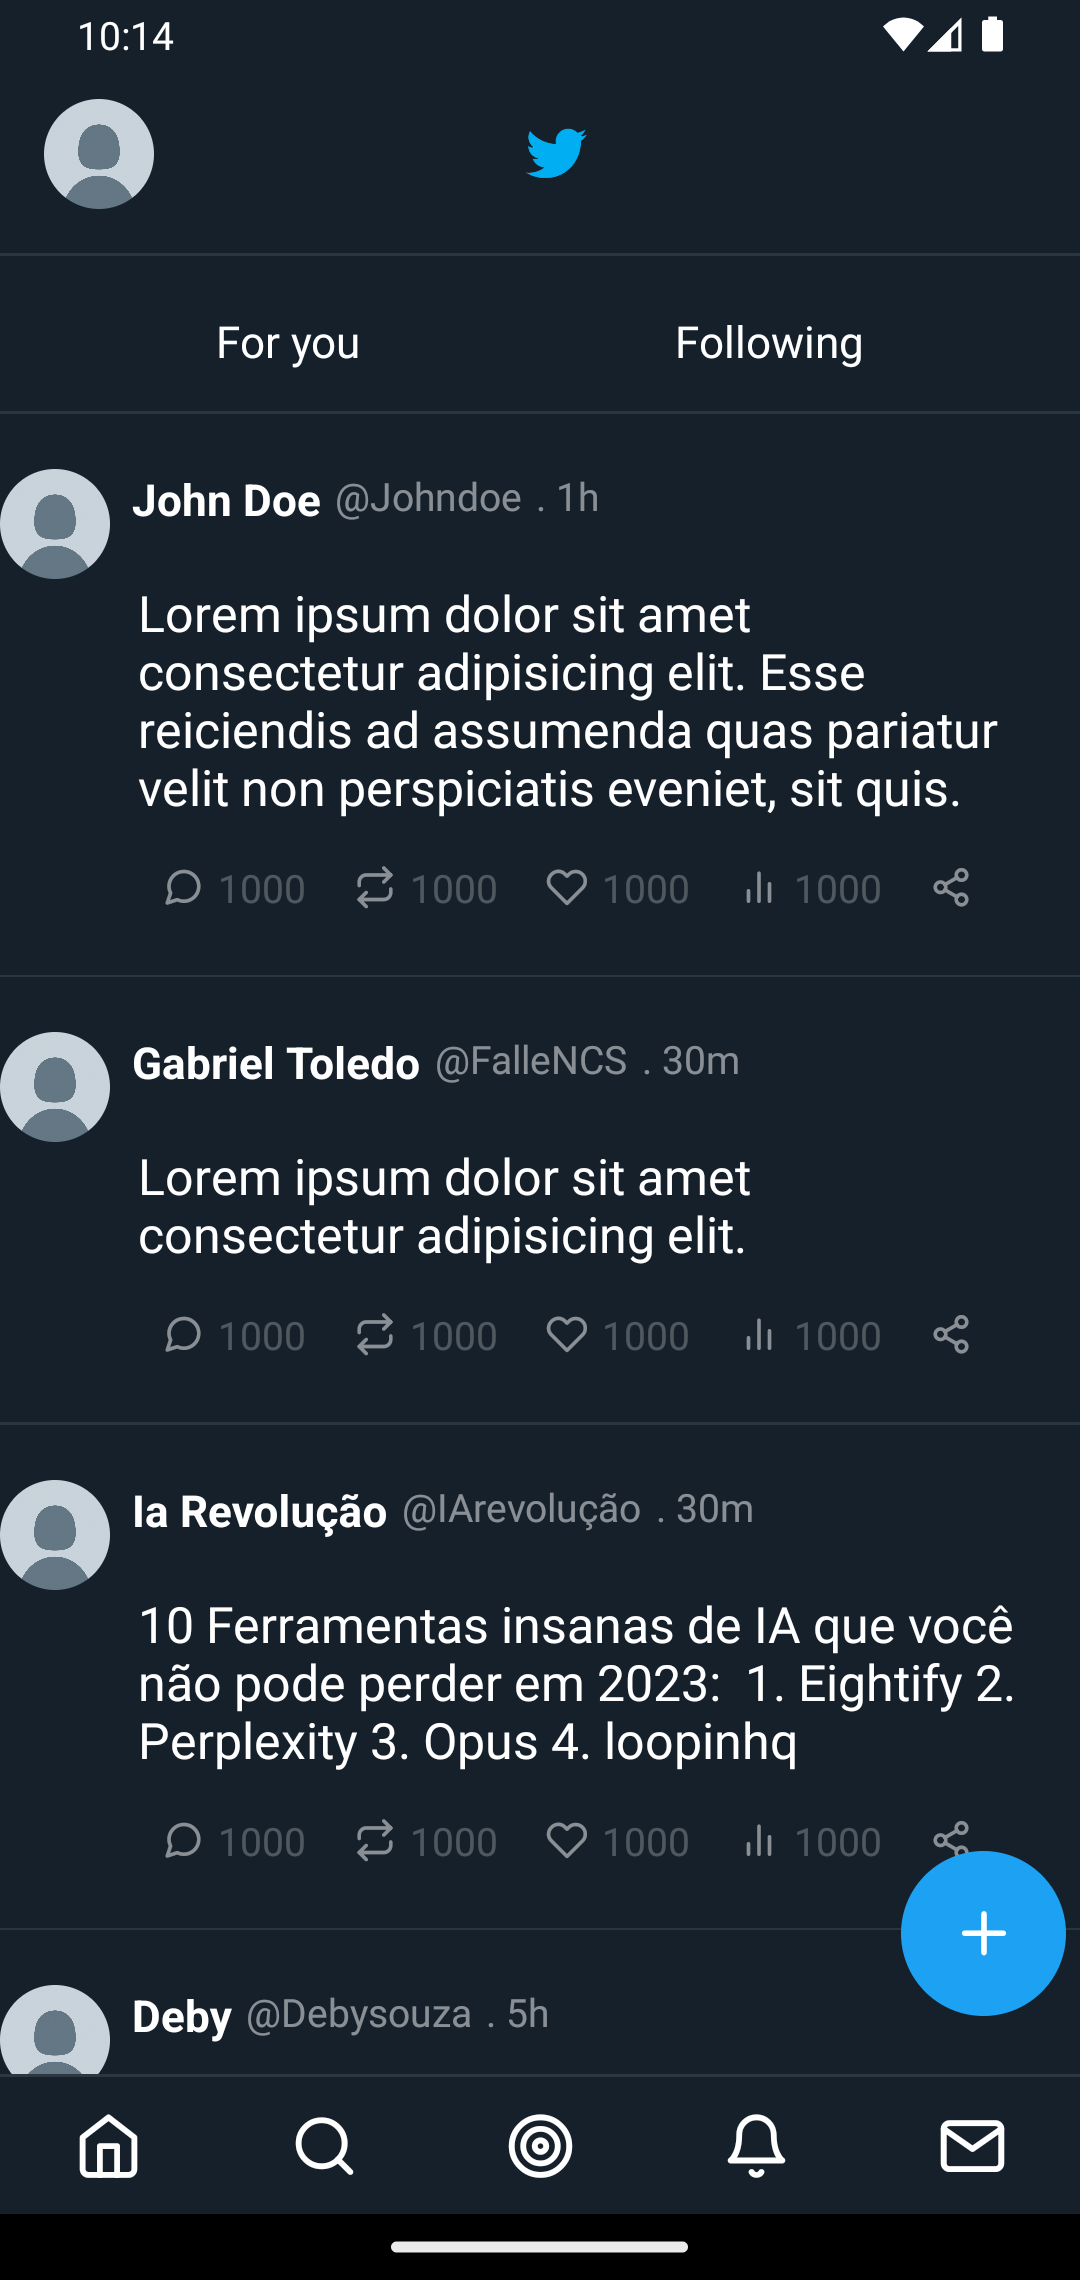 10:14
For you Following
John Doe @Johndoe . 1h
Lorem ipsum dolor sit amet
consectetur adipisicing elit. Esse
reiciendis ad assumenda quas pariatur
velit non perspiciatis eveniet, sit quis.
1000 1000 1000 1000
Gabriel Toledo @FalleNCS . 30m
Lorem ipsum dolor sit amet
consectetur adipisicing elit.
1000 1000 1000 1000
Ia Revolução @IArevolução . 30m
10 Ferramentas insanas de IA que você
não pode perder em 2023:  1. Eightify 2.
Perplexity 3. Opus 4. loopinhq
1000 1000 1000 1000
Deby @Debysouza . 5h